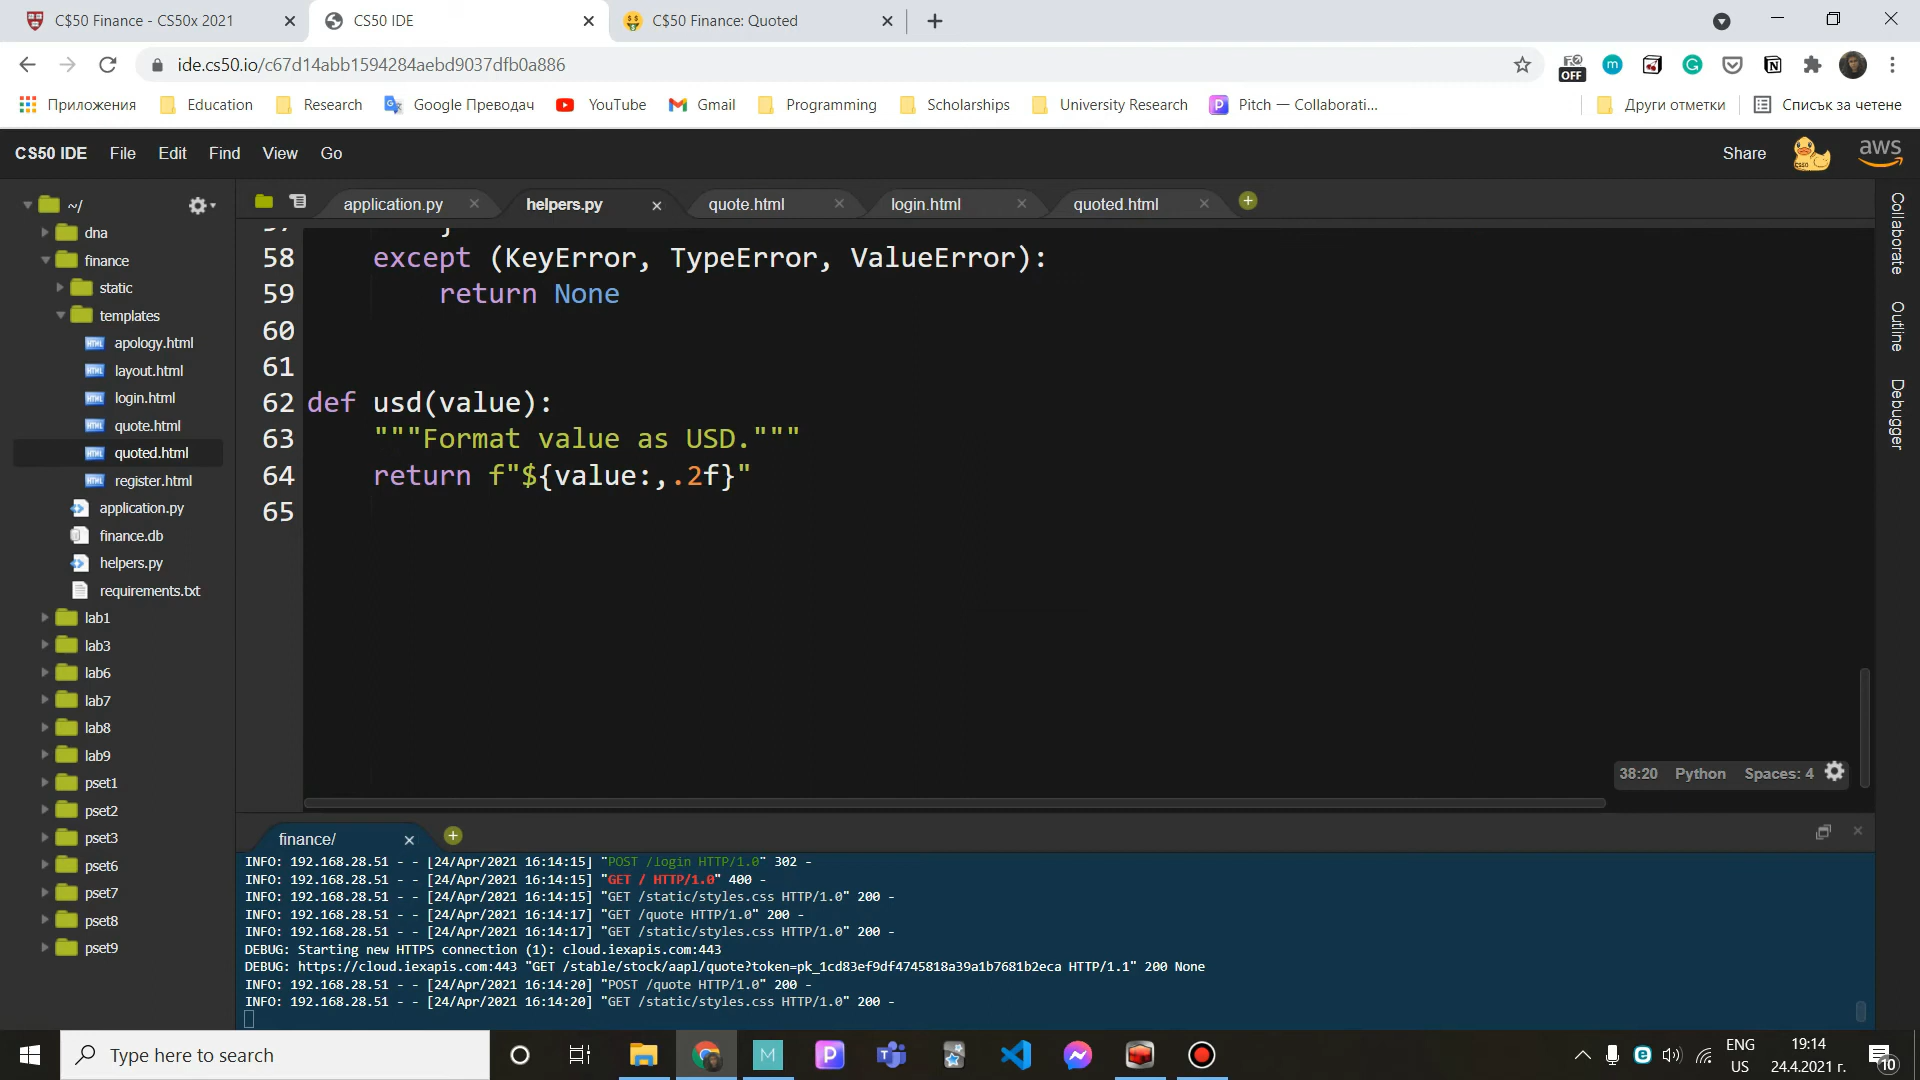 C$50 Finance - CS50x 2021
CS50 IDE
C$50 Finance: Quoted
ide.cs50.io/c67d14abb1594284aebd9037dfb0a886
OFF
Приложения
Education
Research
Google Преводач
YouTube
Gmail
Programming
Scholarships
University Research
Pitch — Collaborati...
Други отметки
Списък за четене
CS50 IDE File Edit Find View Go
Share
aws
~/
dna
finance
static
templates
apology.html
layout.html
login.html
quote.html
quoted.html
register.html
application.py
finance.db
helpers.py
requirements.txt
lab1
lab3
lab6
lab7
lab8
lab9
pset1
pset2
pset3
pset6
pset7
pset8
pset9
application.py
helpers.py
quote.html
login.html
quoted.html
57 }
58 except (KeyError, TypeError, ValueError):
59 return None
60
61
62 def usd(value):
63 """Format value as USD."""
64 return f"${value:,.2f}"
65
38:20 Python Spaces: 4
Collaborate
Outline
Debugger
finance/
INFO: 192.168.28.51 - - [24/Apr/2021 16:14:15] "POST /login HTTP/1.0" 302 -
INFO: 192.168.28.51 - - [24/Apr/2021 16:14:15] "GET / HTTP/1.0" 400 -
INFO: 192.168.28.51 - - [24/Apr/2021 16:14:15] "GET /static/styles.css HTTP/1.0" 200 -
INFO: 192.168.28.51 - - [24/Apr/2021 16:14:17] "GET /quote HTTP/1.0" 200 -
INFO: 192.168.28.51 - - [24/Apr/2021 16:14:17] "GET /static/styles.css HTTP/1.0" 200 -
DEBUG: Starting new HTTPS connection (1): cloud.iexapis.com:443
DEBUG: https://cloud.iexapis.com:443 "GET /stable/stock/aapl/quote?token=pk_1cd83ef9df4745818a39a1b7681b2eca HTTP/1.1" 200 None
INFO: 192.168.28.51 - - [24/Apr/2021 16:14:20] "POST /quote HTTP/1.0" 200 -
INFO: 192.168.28.51 - - [24/Apr/2021 16:14:20] "GET /static/styles.css HTTP/1.0" 200 -
Type here to search
ENG
US
19:14
24.4.2021 г.
10